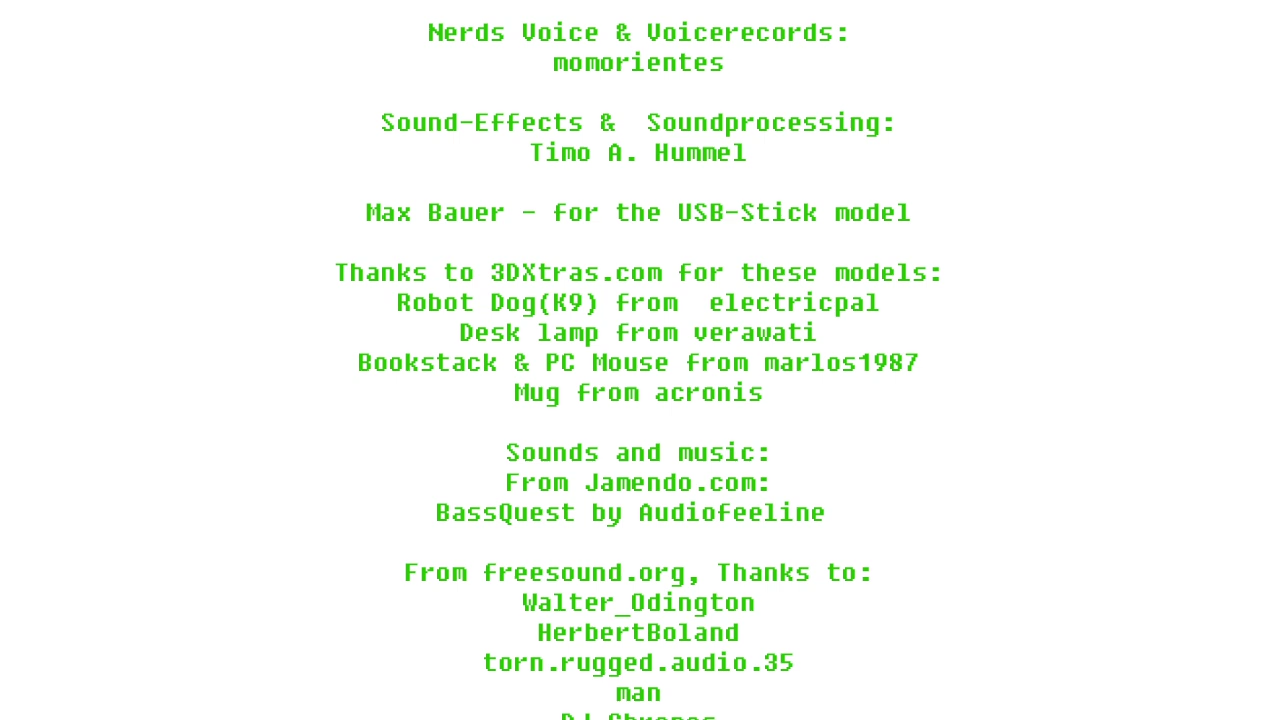 Nerds Voice & Voicerecords:
momorientes
Sound-Effects &  Soundprocessing:
Timo A. Hummel
Max Bauer - for the USB-Stick model
Thanks to 3DXtras.com for these models:
Robot Dog(K9) from  electricpal
Desk lamp from verawati
Bookstack & PC Mouse from marlos1987
Mug from acronis
Sounds and music:
From Jamendo.com:
BassQuest by Audiofeeline
From freesound.org, Thanks to:
Walter_Odington
HerbertBoland
torn.rugged.audio.35
man